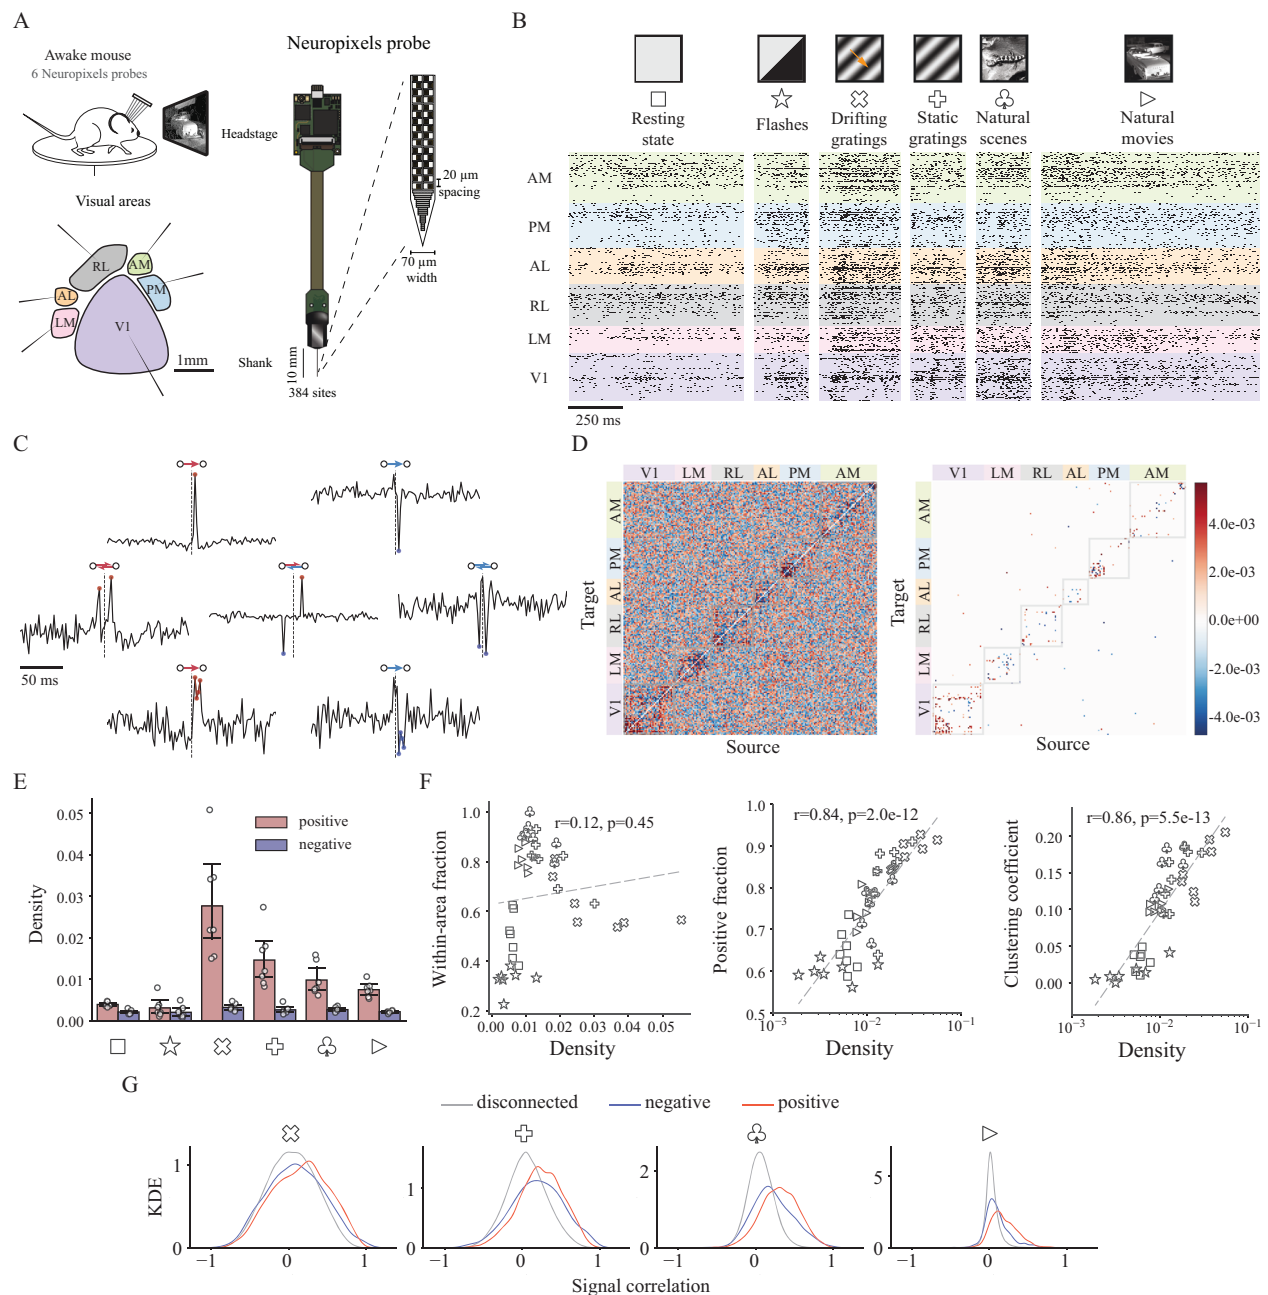 A
Awake mouse
6 Neuropixels probes
Neuropixels probe
Headstage
20 µm
spacing
70 µm
width
Visual areas
RL
AM
AL
PM
LM
V1
1mm
Shank
10 mm
384 sites
B
Resting
state
Flashes
Drifting
gratings
Static
gratings
Natural
scenes
Natural
movies
AM
PM
AL
RL
LM
V1
250 ms
C
50 ms
D
V1 LM RL AL PM AM
AM
PM
AL
RL
LM
V1
Target
Source
V1 LM RL AL PM AM
AM
PM
AL
RL
LM
V1
Target
Source
4.0e-03
2.0e-03
0.0e+00
-2.0e-03
-4.0e-03
E
Density
0.05
0.04
0.03
0.02
0.01
0.00
positive
negative
F
Within-area fraction
1.0
0.8
0.6
0.4
0.2
r=0.12, p=0.45
0.00 0.01 0.02 0.03 0.04 0.05
Density
Positive fraction
1.0
0.9
0.8
0.7
0.6
0.5
r=0.84, p=2.0e-12
10⁻³ 10⁻² 10⁻¹
Density
Clustering coefficient
0.20
0.15
0.10
0.05
0.00
r=0.86, p=5.5e-13
10⁻³ 10⁻² 10⁻¹
Density
G
disconnected negative positive
KDE
1
0
−1 0 1
1
0
−1 0 1
2
0
−1 0 1
5
0
−1 0 1
Signal correlation